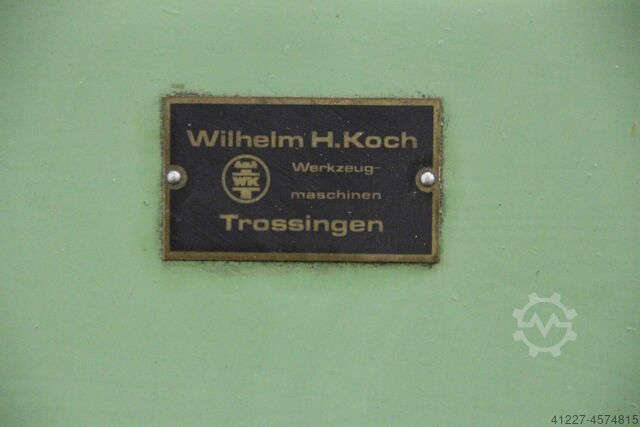 Wilhelm H. Koch
WK
Werkzeug-
maschinen
Trossingen
41227-4574815